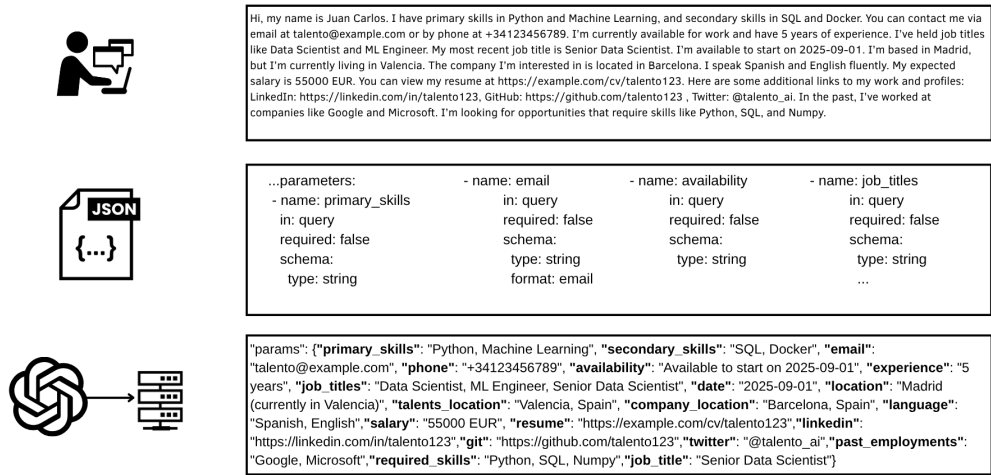 Hi, my name is Juan Carlos. I have primary skills in Python and Machine Learning, and secondary skills in SQL and Docker. You can contact me via
email at talento@example.com or by phone at +34123456789. I'm currently available for work and have 5 years of experience. I've held job titles
like Data Scientist and ML Engineer. My most recent job title is Senior Data Scientist. I'm available to start on 2025-09-01. I'm based in Madrid,
but I'm currently living in Valencia. The company I'm interested in is located in Barcelona. I speak Spanish and English fluently. My expected
salary is 55000 EUR. You can view my resume at https://example.com/cv/talento123. Here are some additional links to my work and profiles:
LinkedIn: https://linkedin.com/in/talento123, GitHub: https://github.com/talento123 , Twitter: @talento_ai. In the past, I've worked at
companies like Google and Microsoft. I'm looking for opportunities that require skills like Python, SQL, and Numpy.
JSON
{...}
...parameters:
- name: primary_skills
in: query
required: false
schema:
type: string
- name: email
in: query
required: false
schema:
type: string
format: email
- name: availability
in: query
required: false
schema:
type: string
- name: job_titles
in: query
required: false
schema:
type: string
...
"params": {"primary_skills": "Python, Machine Learning", "secondary_skills": "SQL, Docker", "email":
"talento@example.com", "phone": "+34123456789", "availability": "Available to start on 2025-09-01", "experience": "5
years", "job_titles": "Data Scientist, ML Engineer, Senior Data Scientist", "date": "2025-09-01", "location": "Madrid
(currently in Valencia)", "talents_location": "Valencia, Spain", "company_location": "Barcelona, Spain", "language":
"Spanish, English","salary": "55000 EUR", "resume": "https://example.com/cv/talento123","linkedin":
"https://linkedin.com/in/talento123","git": "https://github.com/talento123","twitter": "@talento_ai","past_employments":
"Google, Microsoft","required_skills": "Python, SQL, Numpy","job_title": "Senior Data Scientist"}